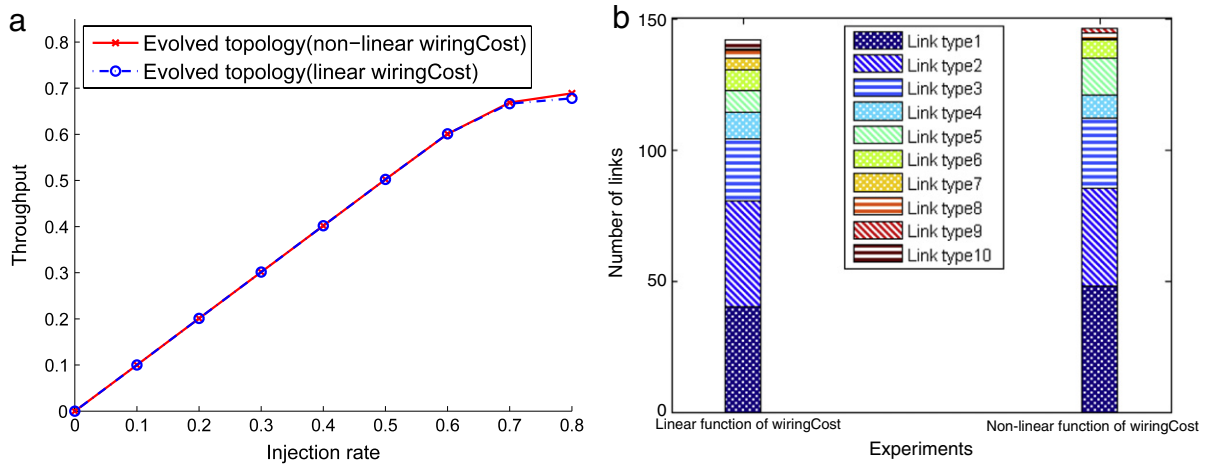 a
Evolved topology(non-linear wiringCost)
Evolved topology(linear wiringCost)
0.8
0.7
0.6
0.5
0.4
0.3
0.2
0.1
0
Throughput
0 0.1 0.2 0.3 0.4 0.5 0.6 0.7 0.8
Injection rate
b
150
100
50
0
Number of links
Link type1
Link type2
Link type3
Link type4
Link type5
Link type6
Link type7
Link type8
Link type9
Link type10
Linear function of wiringCost
Non-linear function of wiringCost
Experiments